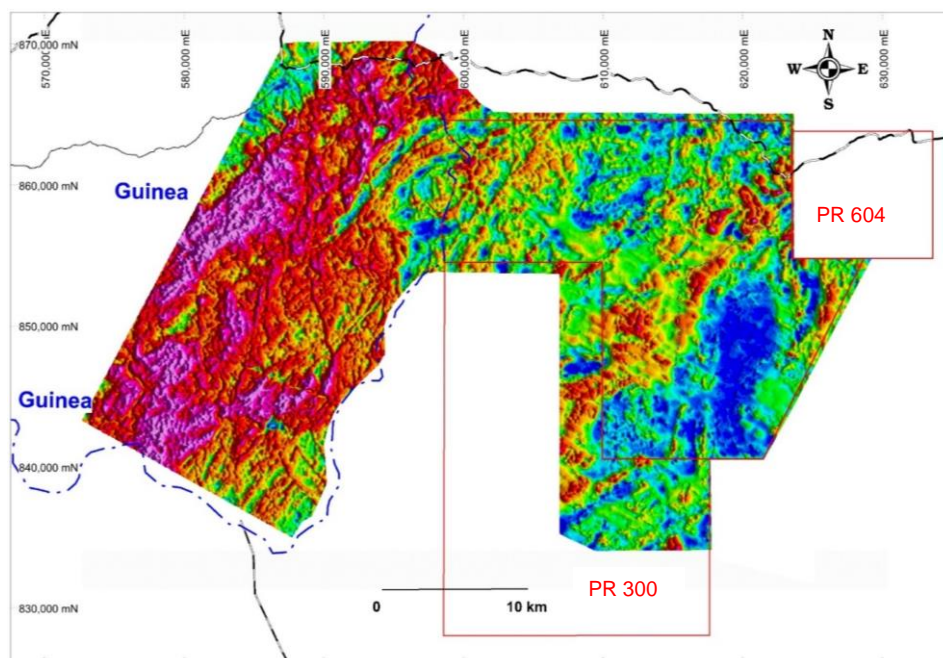 870,000 mN
570,000 mE
580,000 mE
590,000 mE
600,000 mE
610,000 mE
620,000 mE
630,000 mE
N
W E
S
860,000 mN
Guinea
PR 604
850,000 mN
Guinea
840,000 mN
830,000 mN
0 10 km
PR 300